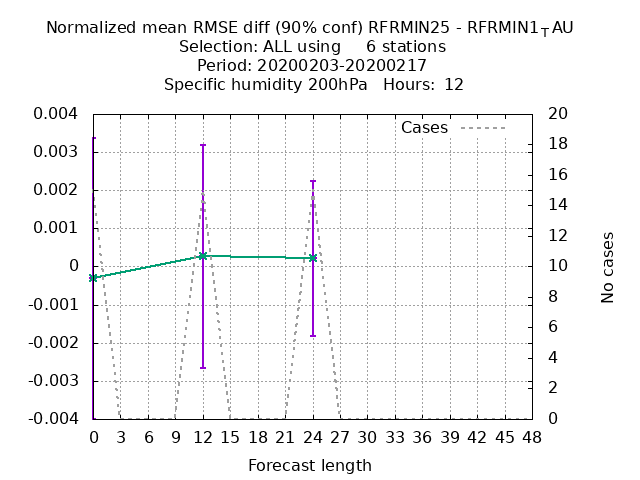 Normalized mean RMSE diff (90% conf) RFRMIN25 - RFRMIN1TAU
Selection: ALL using 6 stations
Period: 20200203-20200217
Specific humidity 200hPa Hours: 12
Cases
0.004
0.003
0.002
0.001
0
-0.001
-0.002
-0.003
-0.004
20
18
16
14
12
10
8
6
4
2
0
No cases
0 3 6 9 12 15 18 21 24 27 30 33 36 39 42 45 48
Forecast length